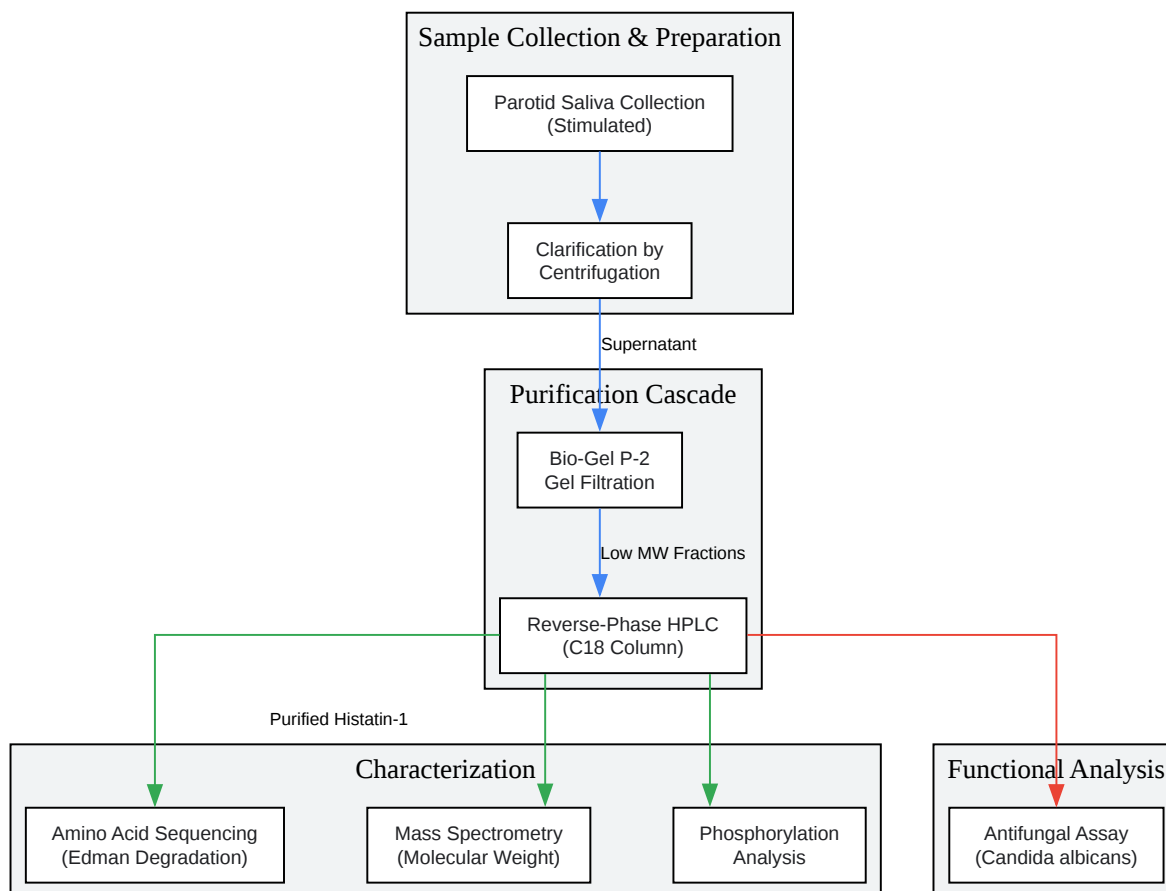 Sample Collection & Preparation
Parotid Saliva Collection
(Stimulated)
Clarification by
Centrifugation
Supernatant
Purification Cascade
Bio-Gel P-2
Gel Filtration
Low MW Fractions
Reverse-Phase HPLC
(C18 Column)
Purified Histatin-1
Characterization
Amino Acid Sequencing
(Edman Degradation)
Mass Spectrometry
(Molecular Weight)
Phosphorylation
Analysis
Functional Analysis
Antifungal Assay
(Candida albicans)